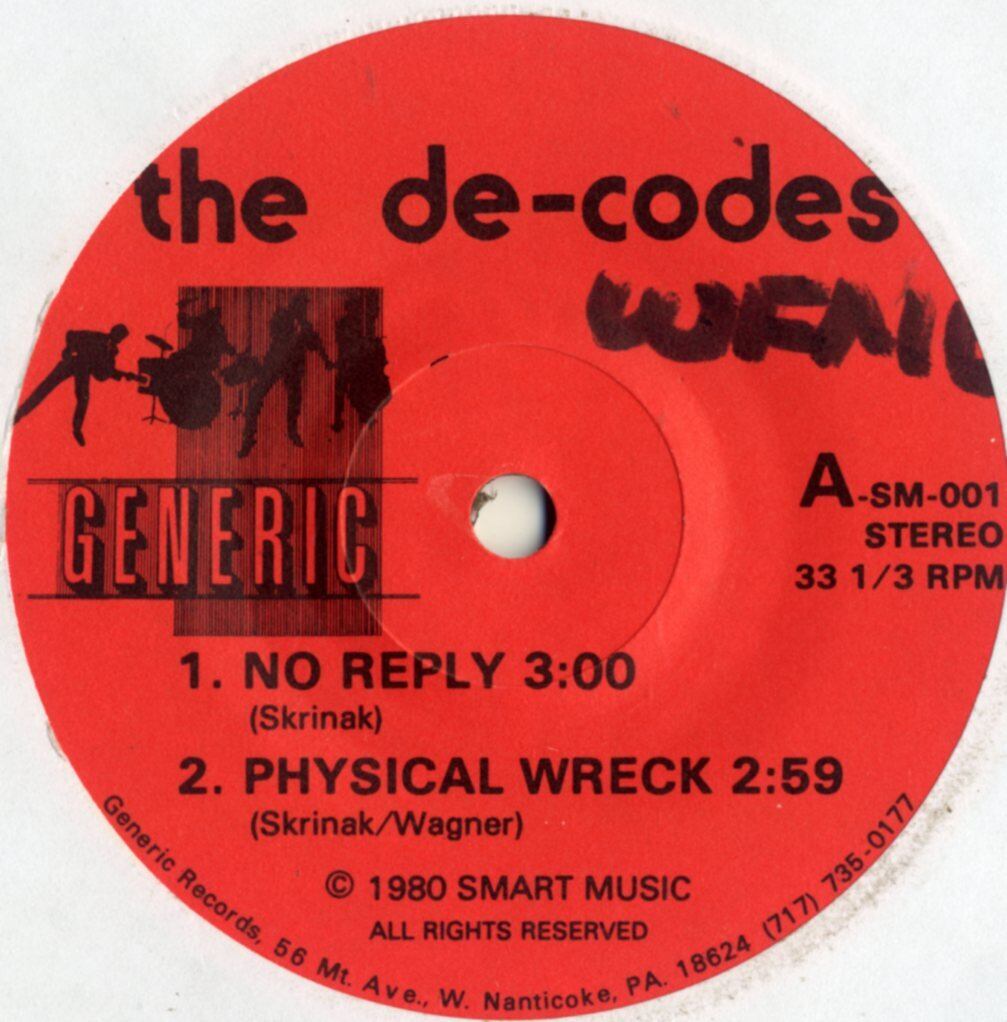 the de-codes
GENERIC
A-SM-001
STEREO
33 1/3 RPM
1. NO REPLY 3:00
(Skrinak)
2. PHYSICAL WRECK 2:59
(Skrinak/Wagner)
© 1980 SMART MUSIC
ALL RIGHTS RESERVED
Generic Records, 56 Mt. Ave., W. Nanticoke, PA. 18624 (717) 735-0177